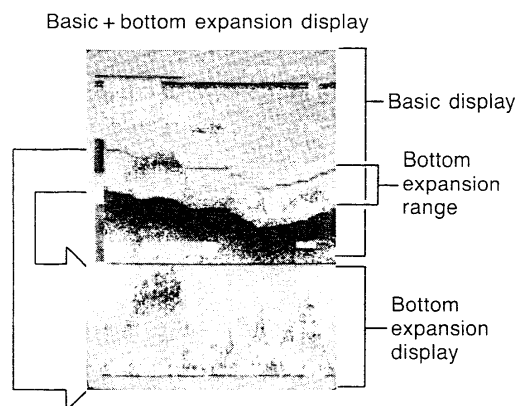 Basic + bottom expansion display
Basic display
Bottom
expansion
range
Bottom
expansion
display